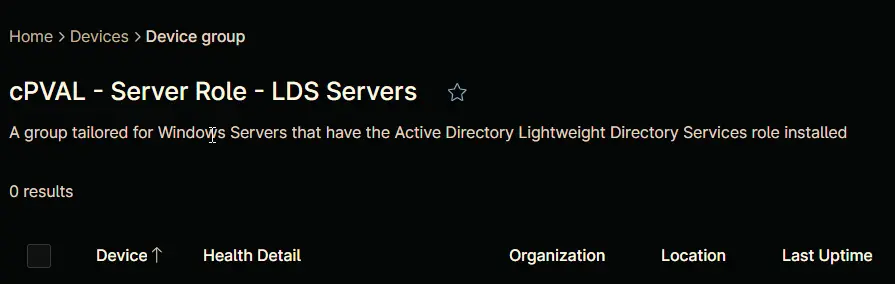 Home > Devices > Device group
cPVAL - Server Role - LDS Servers
A group tailored for Windows Servers that have the Active Directory Lightweight Directory Services role installed
0 results
Device ↑ Health Detail Organization Location Last Uptime